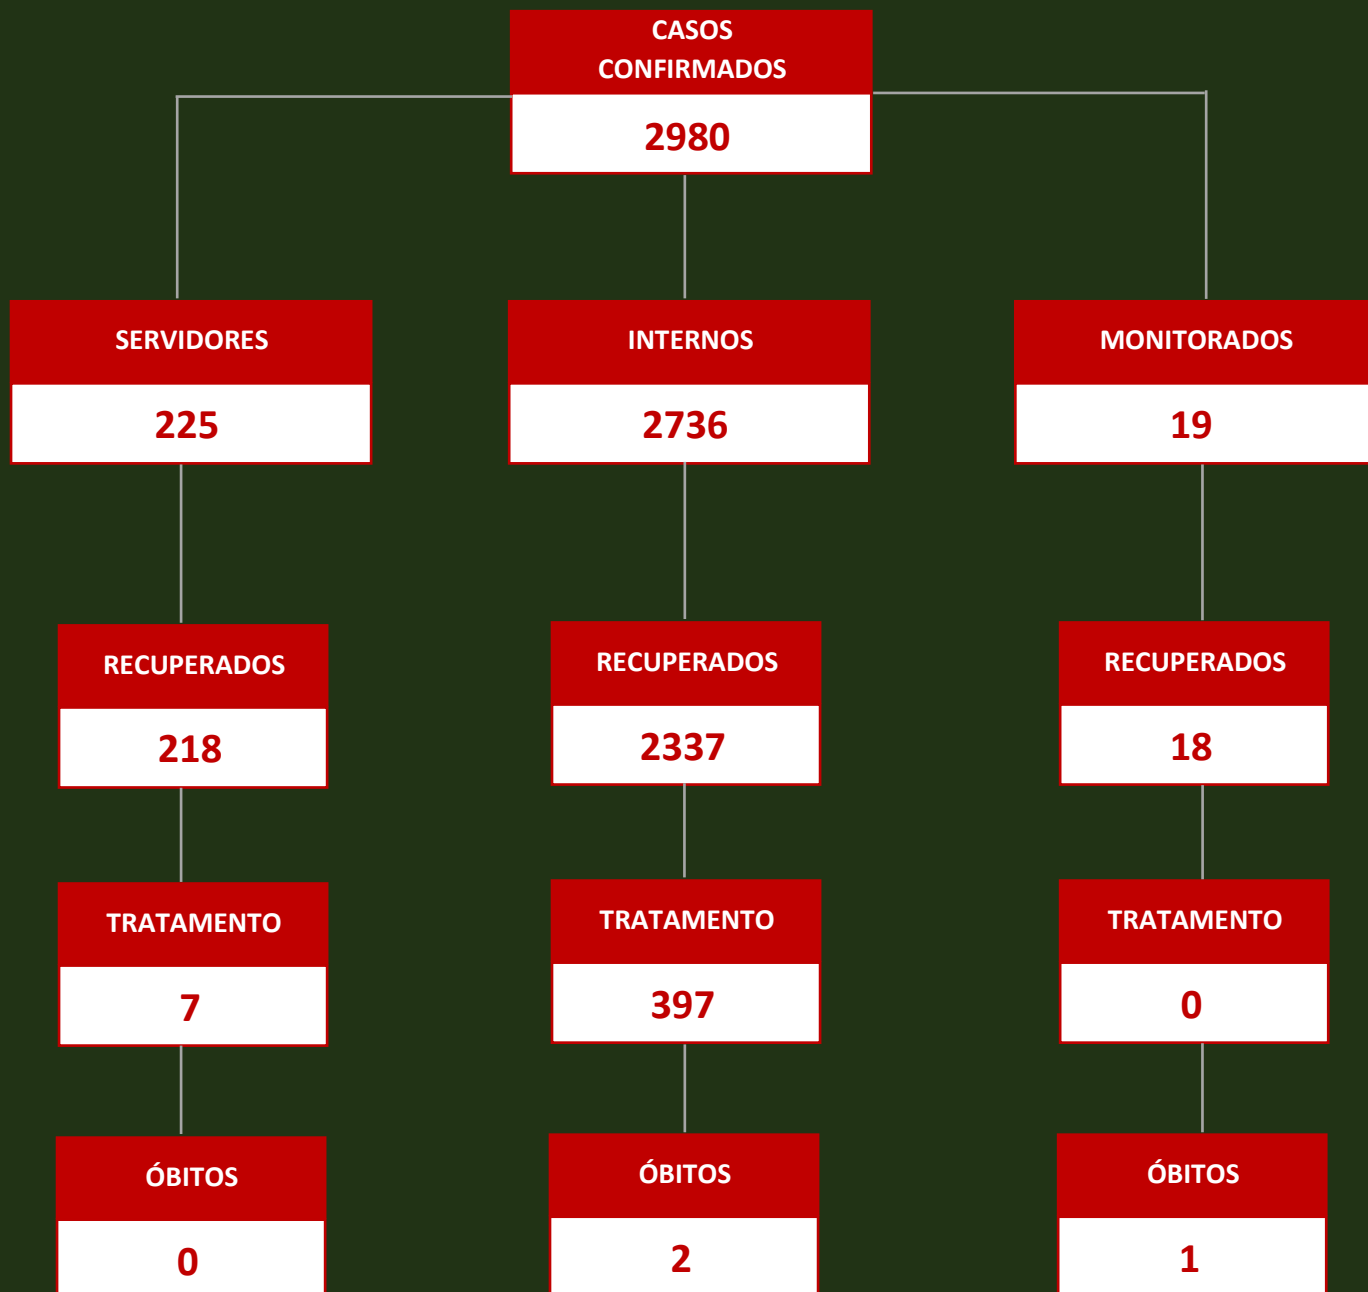 CASOS
CONFIRMADOS
2980
SERVIDORES
225
INTERNOS
2736
MONITORADOS
19
RECUPERADOS
218
RECUPERADOS
2337
RECUPERADOS
18
TRATAMENTO
7
TRATAMENTO
397
TRATAMENTO
0
ÓBITOS
0
ÓBITOS
2
ÓBITOS
1